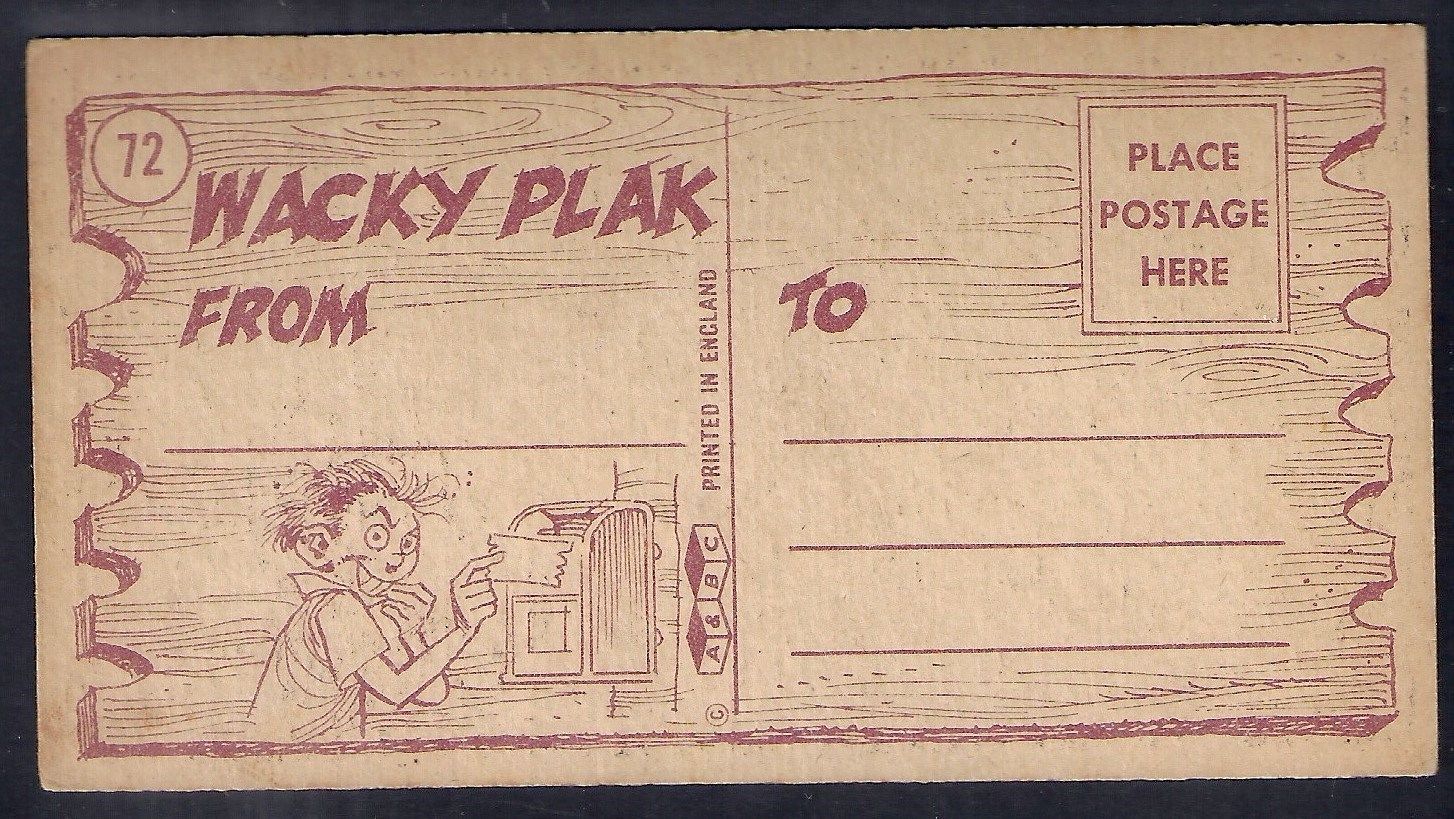 72
WACKY PLAK
FROM
PRINTED IN ENGLAND
A & B C
©
TO
PLACE
POSTAGE
HERE